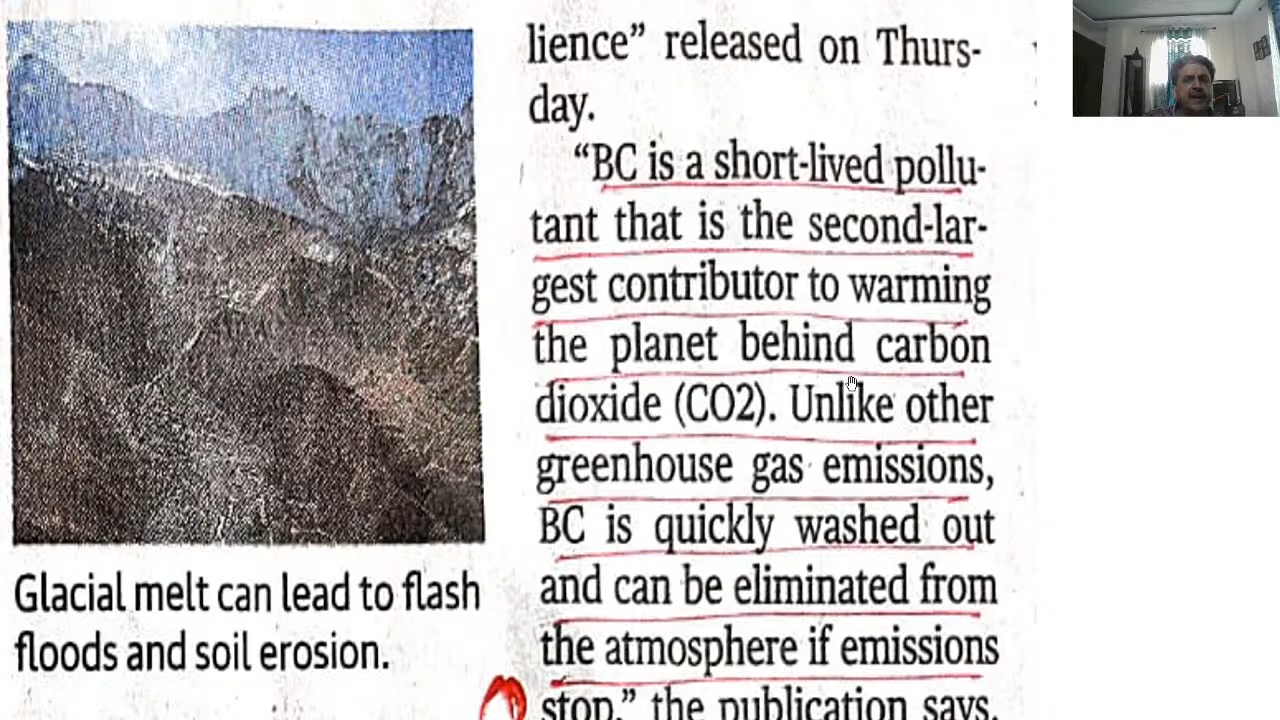 lience” released on Thurs-
day.
“BC is a short-lived pollu-
tant that is the second-lar-
gest contributor to warming
the planet behind carbon
dioxide (CO2). Unlike other
greenhouse gas emissions,
BC is quickly washed out
and can be eliminated from
the atmosphere if emissions
stop,” the publication says.
Glacial melt can lead to flash
floods and soil erosion.